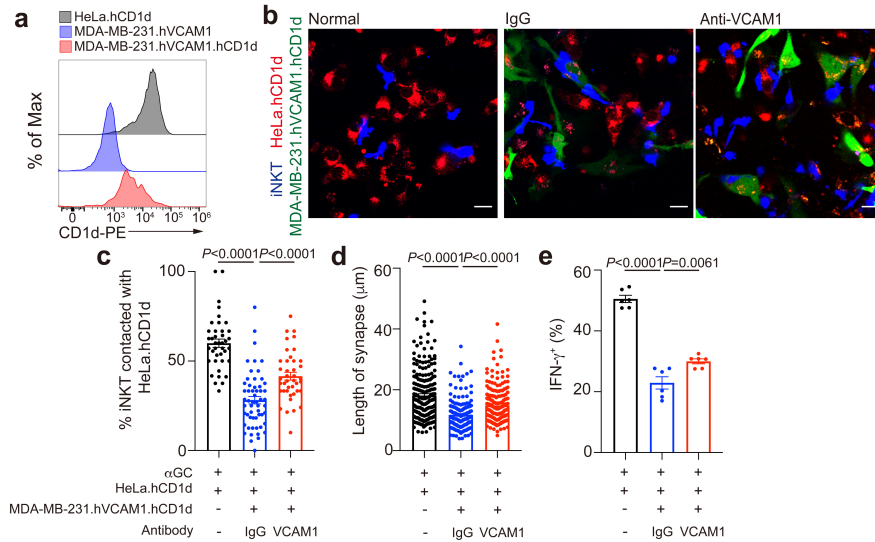 a
HeLa.hCD1d
MDA-MB-231.hVCAM1
MDA-MB-231.hVCAM1.hCD1d
% of Max
0 10³ 10⁴ 10⁵ 10⁶
CD1d-PE
b
iNKT HeLa.hCD1d
MDA-MB-231.hVCAM1.hCD1d
Normal IgG Anti-VCAM1
c
P<0.0001 P<0.0001
% iNKT contacted with
HeLa.hCD1d
100
50
0
αGC + + +
HeLa.hCD1d + + +
MDA-MB-231.hVCAM1.hCD1d - + +
Antibody - IgG VCAM1
d
P<0.0001 P<0.0001
Length of synapse (μm)
60
40
20
0
+ + +
+ + +
- + +
- IgG VCAM1
e
P<0.0001 P=0.0061
IFN-γ⁺ (%)
60
40
20
0
+ + +
+ + +
- + +
- IgG VCAM1